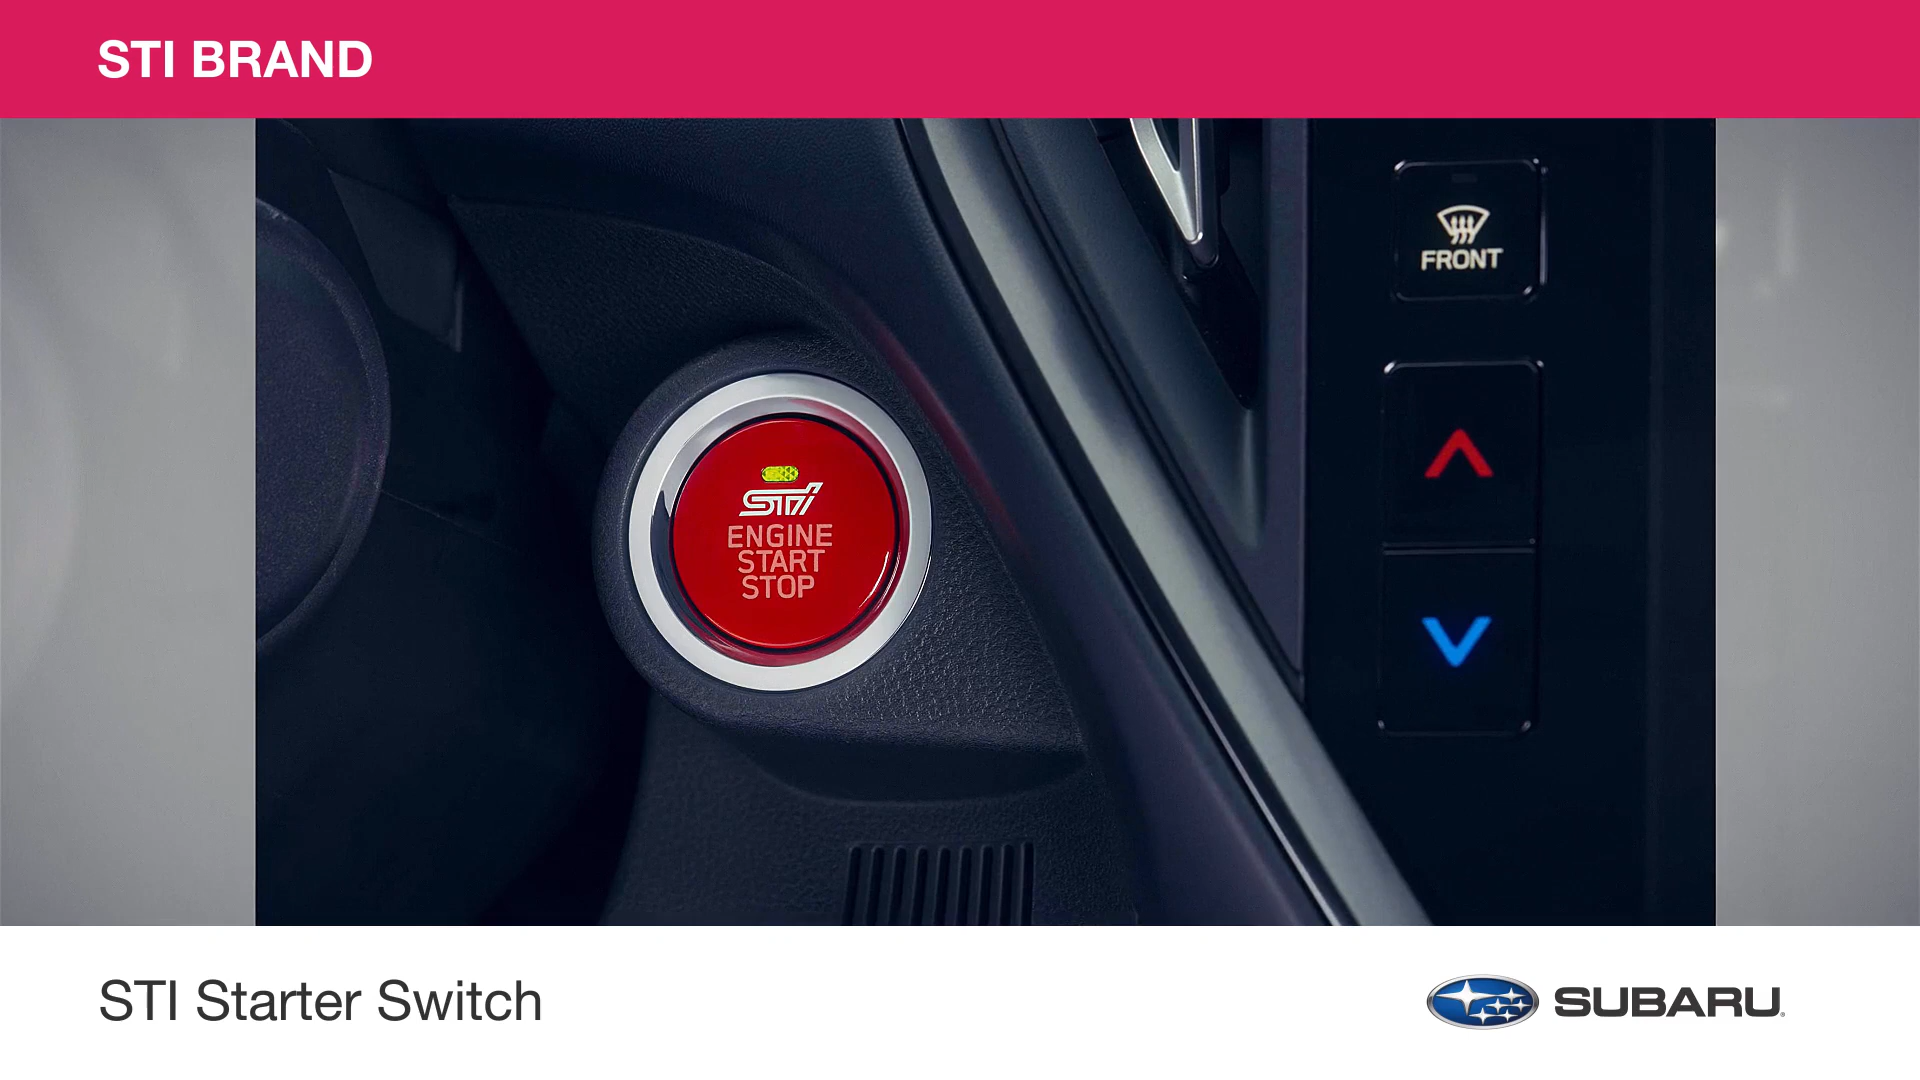 STI BRAND
FRONT
STI
ENGINE
START
STOP
STI Starter Switch
SUBARU